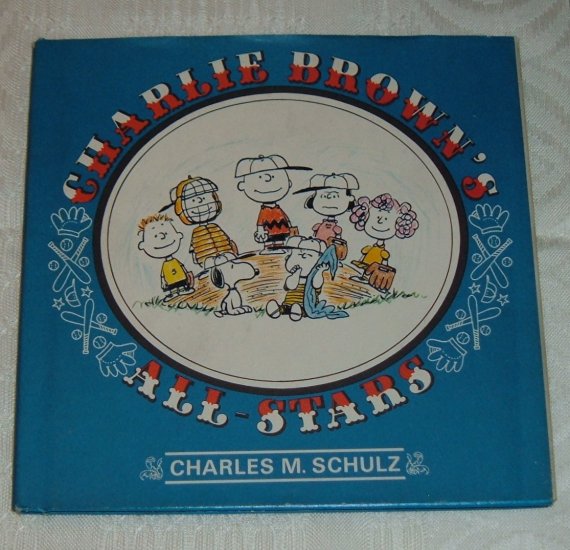 CHARLIE BROWN'S
ALL-STARS
CHARLES M. SCHULZ